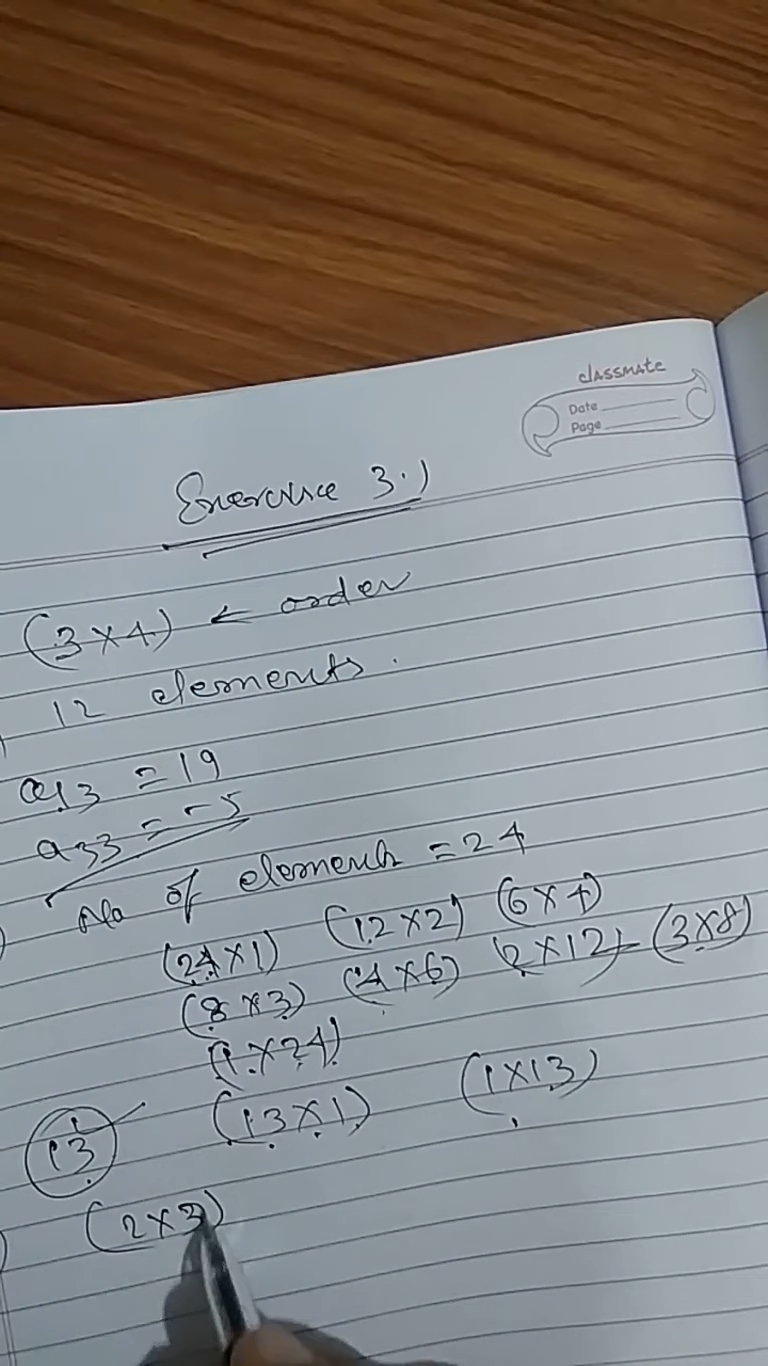 classmate
Date
Page
Exercise 3.1
(3×4) ← order
12 elements.
a13 = 19
a33 = -5
No of elements = 24
(24×1) (12×2) (6×4)
(8×3) (4×6) (2×12) (3×8)
(1×24)
13 (13×1) (1×13)
(2×3)